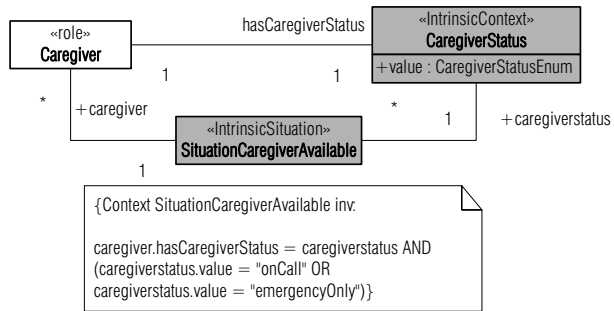 «role»
Caregiver
hasCaregiverStatus
«IntrinsicContext»
CaregiverStatus
+value : CaregiverStatusEnum
1
1
*
+caregiver
*
1
+caregiverstatus
«IntrinsicSituation»
SituationCaregiverAvailable
1
{Context SituationCaregiverAvailable inv:
caregiver.hasCaregiverStatus = caregiverstatus AND
(caregiverstatus.value = "onCall" OR
caregiverstatus.value = "emergencyOnly")}